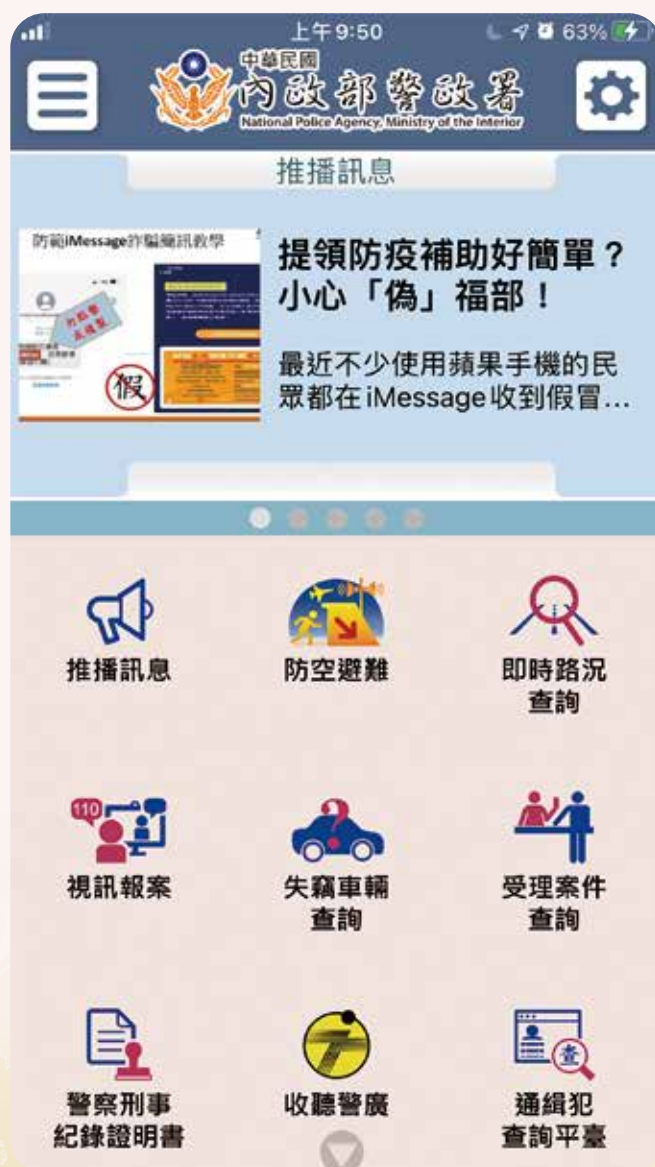 上午9:50
63%
中華民國
內政部警政署
National Police Agency, Ministry of the Interior
推播訊息
防範iMessage詐騙簡訊教學
假
提領防疫補助好簡單？
小心「偽」福部！
最近不少使用蘋果手機的民
眾都在iMessage收到假冒...
推播訊息
防空避難
即時路況
查詢
110
視訊報案
失竊車輛
查詢
受理案件
查詢
警察刑事
紀錄證明書
收聽警廣
查
通緝犯
查詢平臺